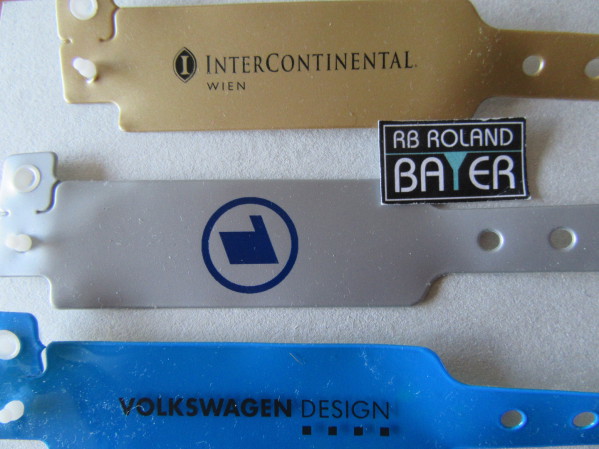 INTERCONTINENTAL.
WIEN
RB ROLAND
BAYER
VOLKSWAGEN DESIGN